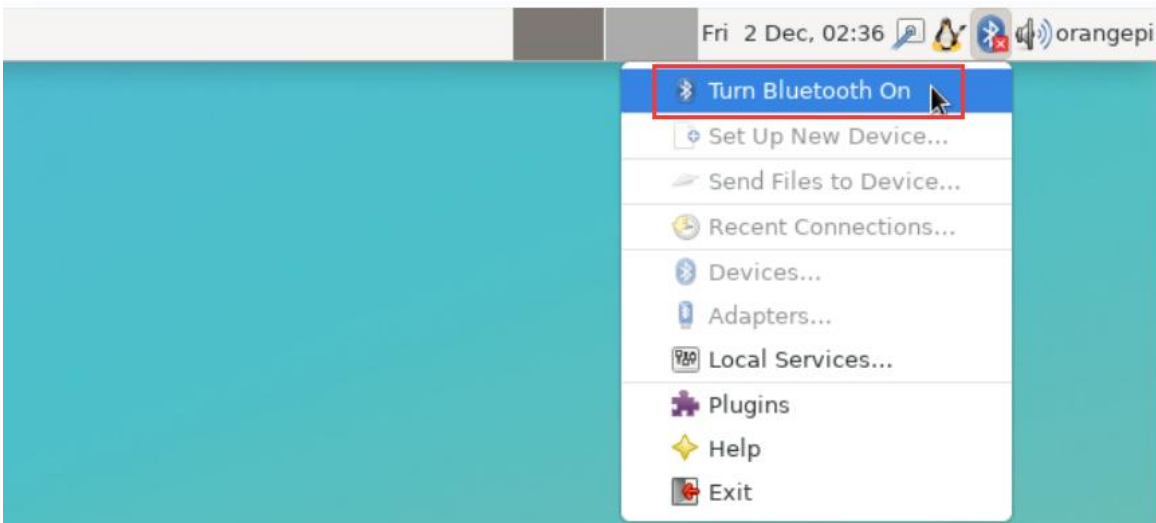 Fri 2 Dec, 02:36 orangepi
Turn Bluetooth On
Set Up New Device...
Send Files to Device...
Recent Connections...
Devices...
Adapters...
Local Services...
Plugins
Help
Exit